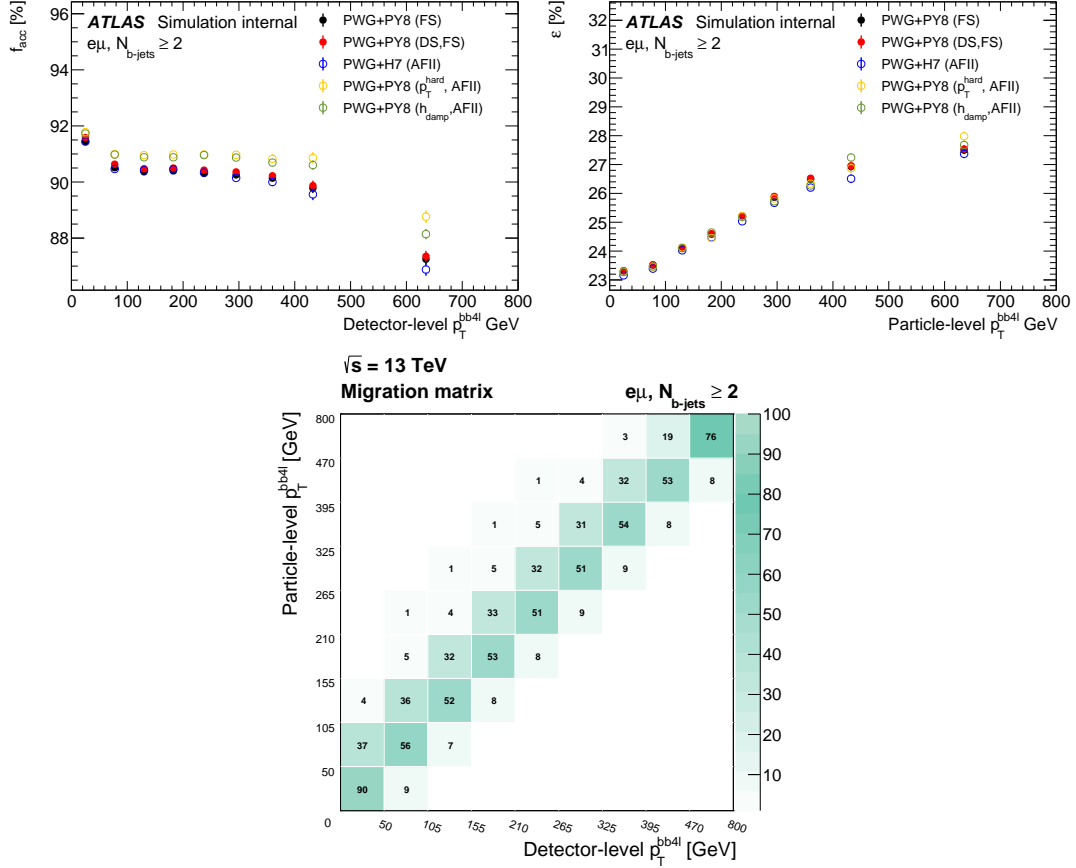 f_acc [%]
ATLAS Simulation internal
eμ, N_b-jets ≥ 2
PWG+PY8 (FS)
PWG+PY8 (DS,FS)
PWG+H7 (AFII)
PWG+PY8 (p_T^hard, AFII)
PWG+PY8 (h_damp,AFII)
96
94
92
90
88
0 100 200 300 400 500 600 700 800
Detector-level p_T^bb4l GeV
ε [%]
ATLAS Simulation internal
eμ, N_b-jets ≥ 2
PWG+PY8 (FS)
PWG+PY8 (DS,FS)
PWG+H7 (AFII)
PWG+PY8 (p_T^hard, AFII)
PWG+PY8 (h_damp,AFII)
32
31
30
29
28
27
26
25
24
23
0 100 200 300 400 500 600 700 800
Particle-level p_T^bb4l GeV
√s = 13 TeV
Migration matrix eμ, N_b-jets ≥ 2
Particle-level p_T^bb4l [GeV]
800
3 19 76
470
1 4 32 53 8
395
1 5 31 54 8
325
1 5 32 51 9
265
1 4 33 51 9
210
5 32 53 8
155
4 36 52 8
105
37 56 7
50
90 9
0
50 105 155 210 265 325 395 470 800
Detector-level p_T^bb4l [GeV]
100
90
80
70
60
50
40
30
20
10